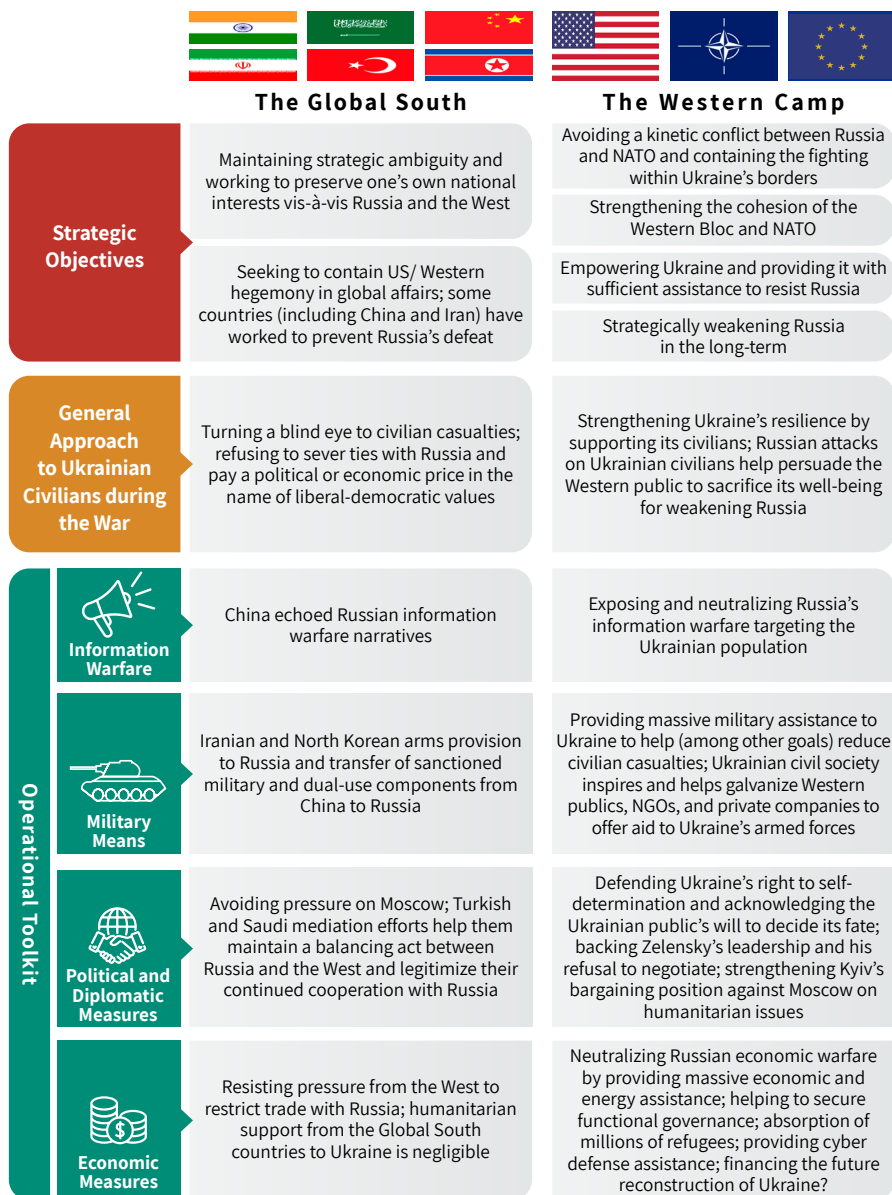 The Global South
The Western Camp
Strategic
Objectives
Maintaining strategic ambiguity and
working to preserve one’s own national
interests vis-à-vis Russia and the West
Seeking to contain US/ Western
hegemony in global affairs; some
countries (including China and Iran) have
worked to prevent Russia’s defeat
Avoiding a kinetic conflict between Russia
and NATO and containing the fighting
within Ukraine’s borders
Strengthening the cohesion of the
Western Bloc and NATO
Empowering Ukraine and providing it with
sufficient assistance to resist Russia
Strategically weakening Russia
in the long-term
General
Approach
to Ukrainian
Civilians during
the War
Turning a blind eye to civilian casualties;
refusing to sever ties with Russia and
pay a political or economic price in the
name of liberal-democratic values
Strengthening Ukraine’s resilience by
supporting its civilians; Russian attacks
on Ukrainian civilians help persuade the
Western public to sacrifice its well-being
for weakening Russia
Operational Toolkit
Information
Warfare
China echoed Russian information
warfare narratives
Exposing and neutralizing Russia’s
information warfare targeting the
Ukrainian population
Military
Means
Iranian and North Korean arms provision
to Russia and transfer of sanctioned
military and dual-use components from
China to Russia
Providing massive military assistance to
Ukraine to help (among other goals) reduce
civilian casualties; Ukrainian civil society
inspires and helps galvanize Western
publics, NGOs, and private companies to
offer aid to Ukraine’s armed forces
Political and
Diplomatic
Measures
Avoiding pressure on Moscow; Turkish
and Saudi mediation efforts help them
maintain a balancing act between
Russia and the West and legitimize their
continued cooperation with Russia
Defending Ukraine’s right to self-
determination and acknowledging the
Ukrainian public’s will to decide its fate;
backing Zelensky’s leadership and his
refusal to negotiate; strengthening Kyiv’s
bargaining position against Moscow on
humanitarian issues
Economic
Measures
$
Resisting pressure from the West to
restrict trade with Russia; humanitarian
support from the Global South
countries to Ukraine is negligible
Neutralizing Russian economic warfare
by providing massive economic and
energy assistance; helping to secure
functional governance; absorption of
millions of refugees; providing cyber
defense assistance; financing the future
reconstruction of Ukraine?